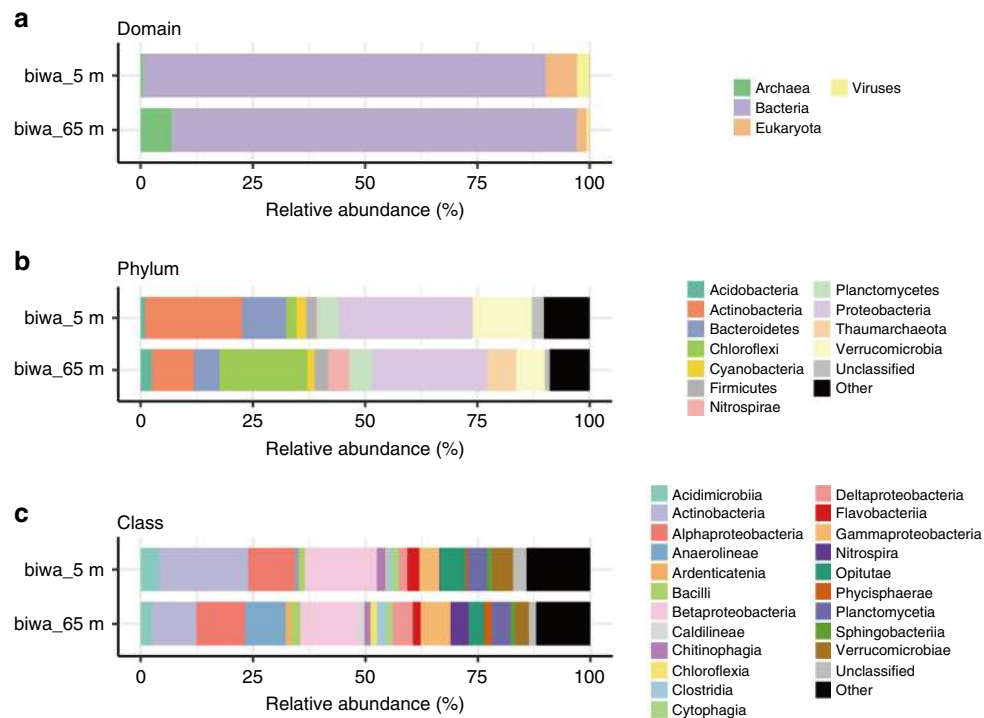 a
Domain
biwa_5 m
biwa_65 m
0 25 50 75 100
Relative abundance (%)
Archaea Viruses
Bacteria
Eukaryota
b
Phylum
biwa_5 m
biwa_65 m
0 25 50 75 100
Relative abundance (%)
Acidobacteria Planctomycetes
Actinobacteria Proteobacteria
Bacteroidetes Thaumarchaeota
Chloroflexi Verrucomicrobia
Cyanobacteria Unclassified
Firmicutes Other
Nitrospirae
c
Class
biwa_5 m
biwa_65 m
0 25 50 75 100
Relative abundance (%)
Acidimicrobiia Deltaproteobacteria
Actinobacteria Flavobacteriia
Alphaproteobacteria Gammaproteobacteria
Anaerolineae Nitrospira
Ardenticatenia Opitutae
Bacilli Phycisphaerae
Betaproteobacteria Planctomycetia
Caldilineae Sphingobacteriia
Chitinophagia Verrucomicrobiae
Chloroflexia Unclassified
Clostridia Other
Cytophagia